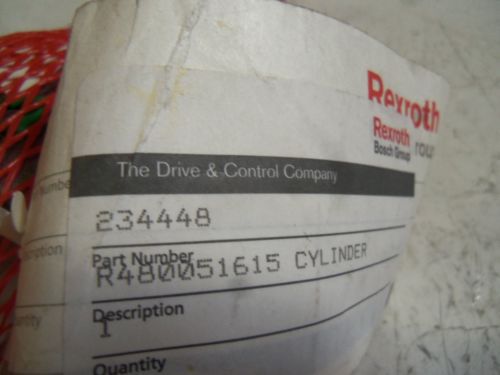 Rexroth
Rexroth
Bosch Group
The Drive & Control Company
234448
Part Number
R480051615 CYLINDER
Description
1
Quantity